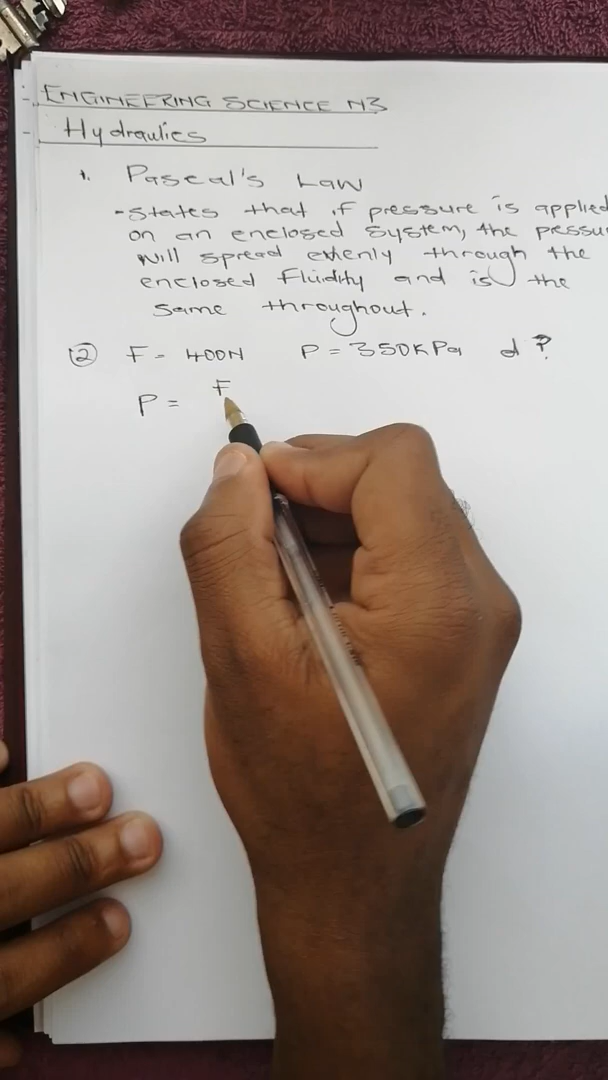 ENGINEERING SCIENCE N3
Hydraulics
1. Pascal's Law
-States that if pressure is applied
on an enclosed system, the pressu
will spread evenly through the
enclosed fluidity and is the
same throughout.
② F = 400N P = 350KPa d ?
P = F